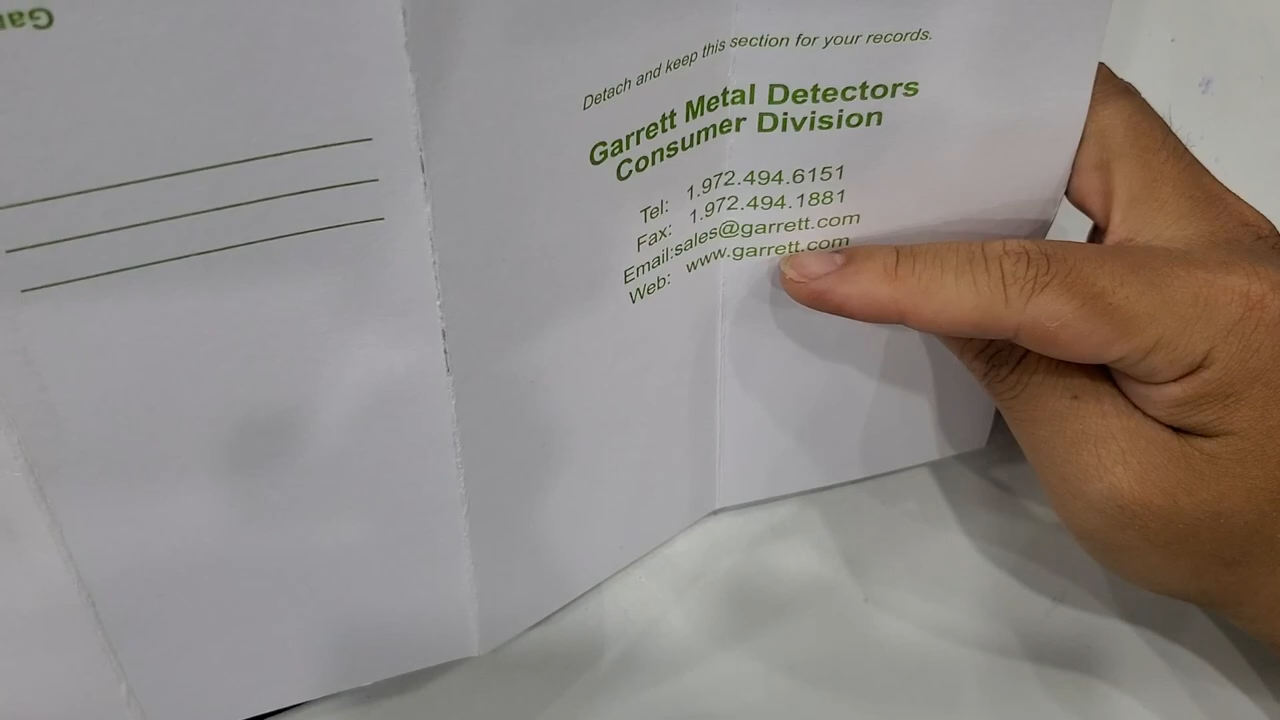 Detach and keep this section for your records.
Garrett Metal Detectors
Consumer Division
Tel: 1.972.494.6151
Fax: 1.972.494.1881
Email:sales@garrett.com
Web: www.garrett.com